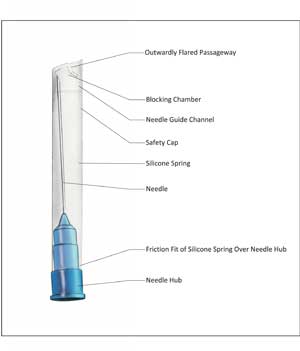 Outwardly Flared Passageway
Blocking Chamber
Needle Guide Channel
Safety Cap
Silicone Spring
Needle
Friction Fit of Silicone Spring Over Needle Hub
Needle Hub